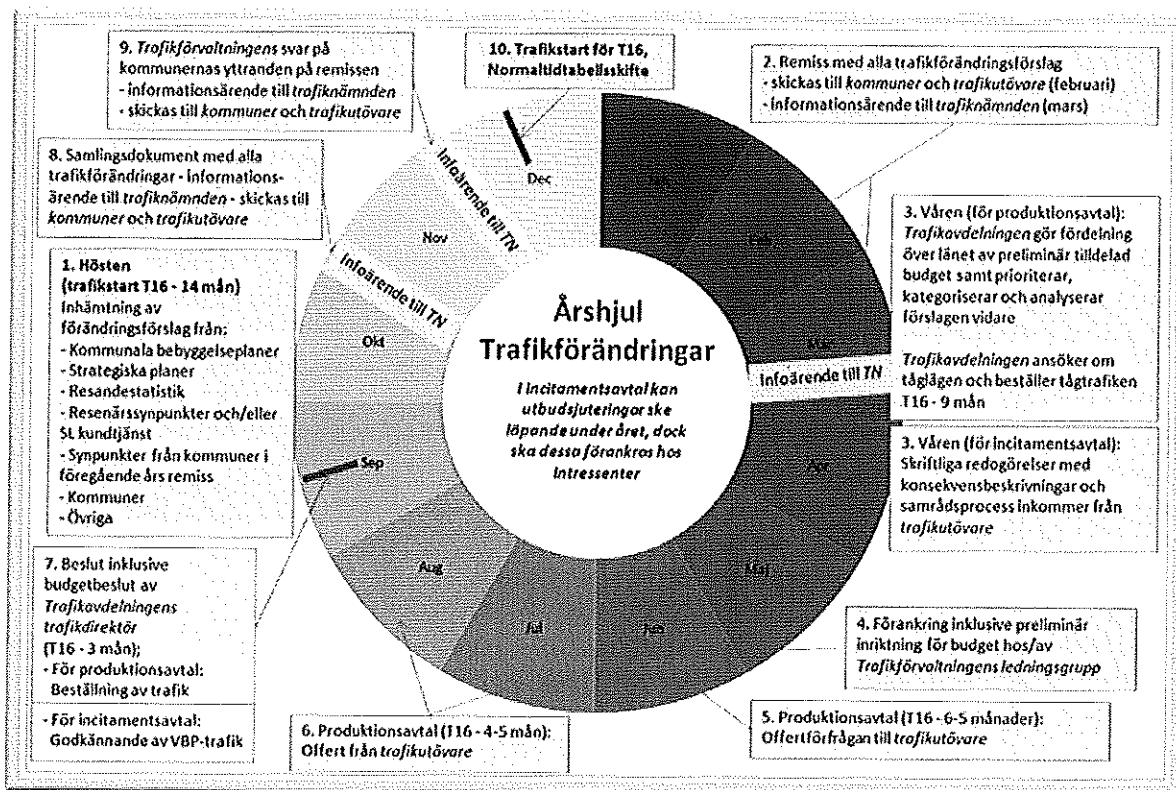 9. Trafikförvaltningens svar på
kommunernas yttranden på remissen
- informationsärende till trafiknämnden
- skickas till kommuner och trafikutövare
10. Trafikstart för T16,
Normaltidtabellsskifte
2. Remiss med alla trafikförändringsförslag
- skickas till kommuner och trafikutövare (februari)
- informationsärende till trafiknämnden (mars)
8. Samlingsdokument med alla
trafikförändringar - informations-
ärende till trafiknämnden - skickas till
kommuner och trafikutövare
3. Våren (för produktionsavtal):
Trafikavdelningen gör fördelning
över länet av preliminär tilldelad
budget samt prioriterar,
kategoriserar och analyserar
förslagen vidare
Trafikavdelningen ansöker om
tåglägen och beställer tågtrafiken
T16 - 9 mån
1. Hösten
(trafikstart T16 - 14 mån)
Inhämtning av
förändringsförslag från;
- Kommunala bebyggelseplaner
- Strategiska planer
- Resandestatistik
- Resenärssynpunkter och/eller
SL kundtjänst
- Synpunkter från kommuner i
föregående års remiss
- Kommuner
- Övriga
3. Våren (för incitamentsavtal):
Skriftliga redogörelser med
konsekvensbeskrivningar och
samrådsprocess inkommer från
trafikutövare
7. Beslut inklusive
budgetbeslut av
Trafikavdelningens
trafikdirektör
(T16 - 3 mån);
- För produktionsavtal:
Beställning av trafik
- För incitamentsavtal:
Godkännande av VBP-trafik
4. Förankring inklusive preliminär
inriktning för budget hos/av
Trafikförvaltningens ledningsgrupp
6. Produktionsavtal (T16 - 4-5 mån):
Offert från trafikutövare
5. Produktionsavtal (T16 - 6-5 månader):
Offertförfrågan till trafikutövare
Årshjul
Trafikförändringar
I incitamentsavtal kan
utbudsjuteringar ske
löpande under året, dock
ska dessa förankras hos
intressenter
Feb
Mar
Infoärende till TN
Apr
Maj
Jun
Jul
Aug
Sep
Okt
Infoärende till TN
Nov
Infoärende till TN
Dec